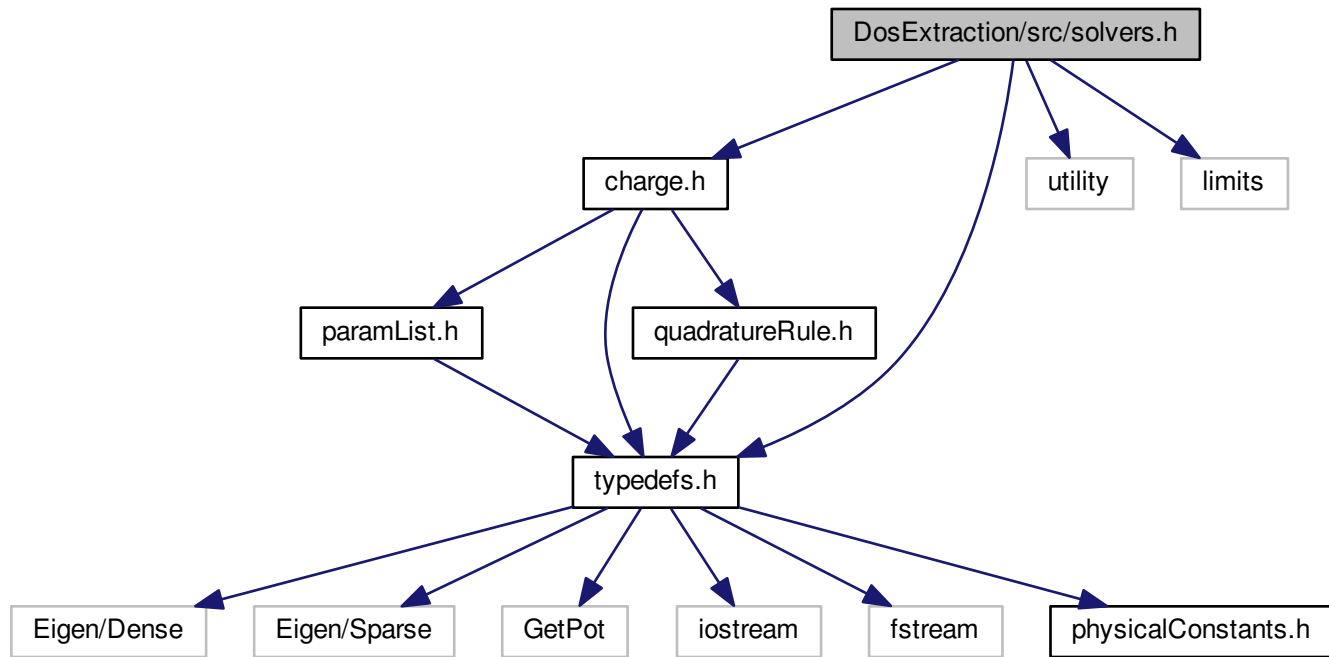 DosExtraction/src/solvers.h
charge.h
utility
limits
paramList.h
quadratureRule.h
typedefs.h
Eigen/Dense
Eigen/Sparse
GetPot
iostream
fstream
physicalConstants.h